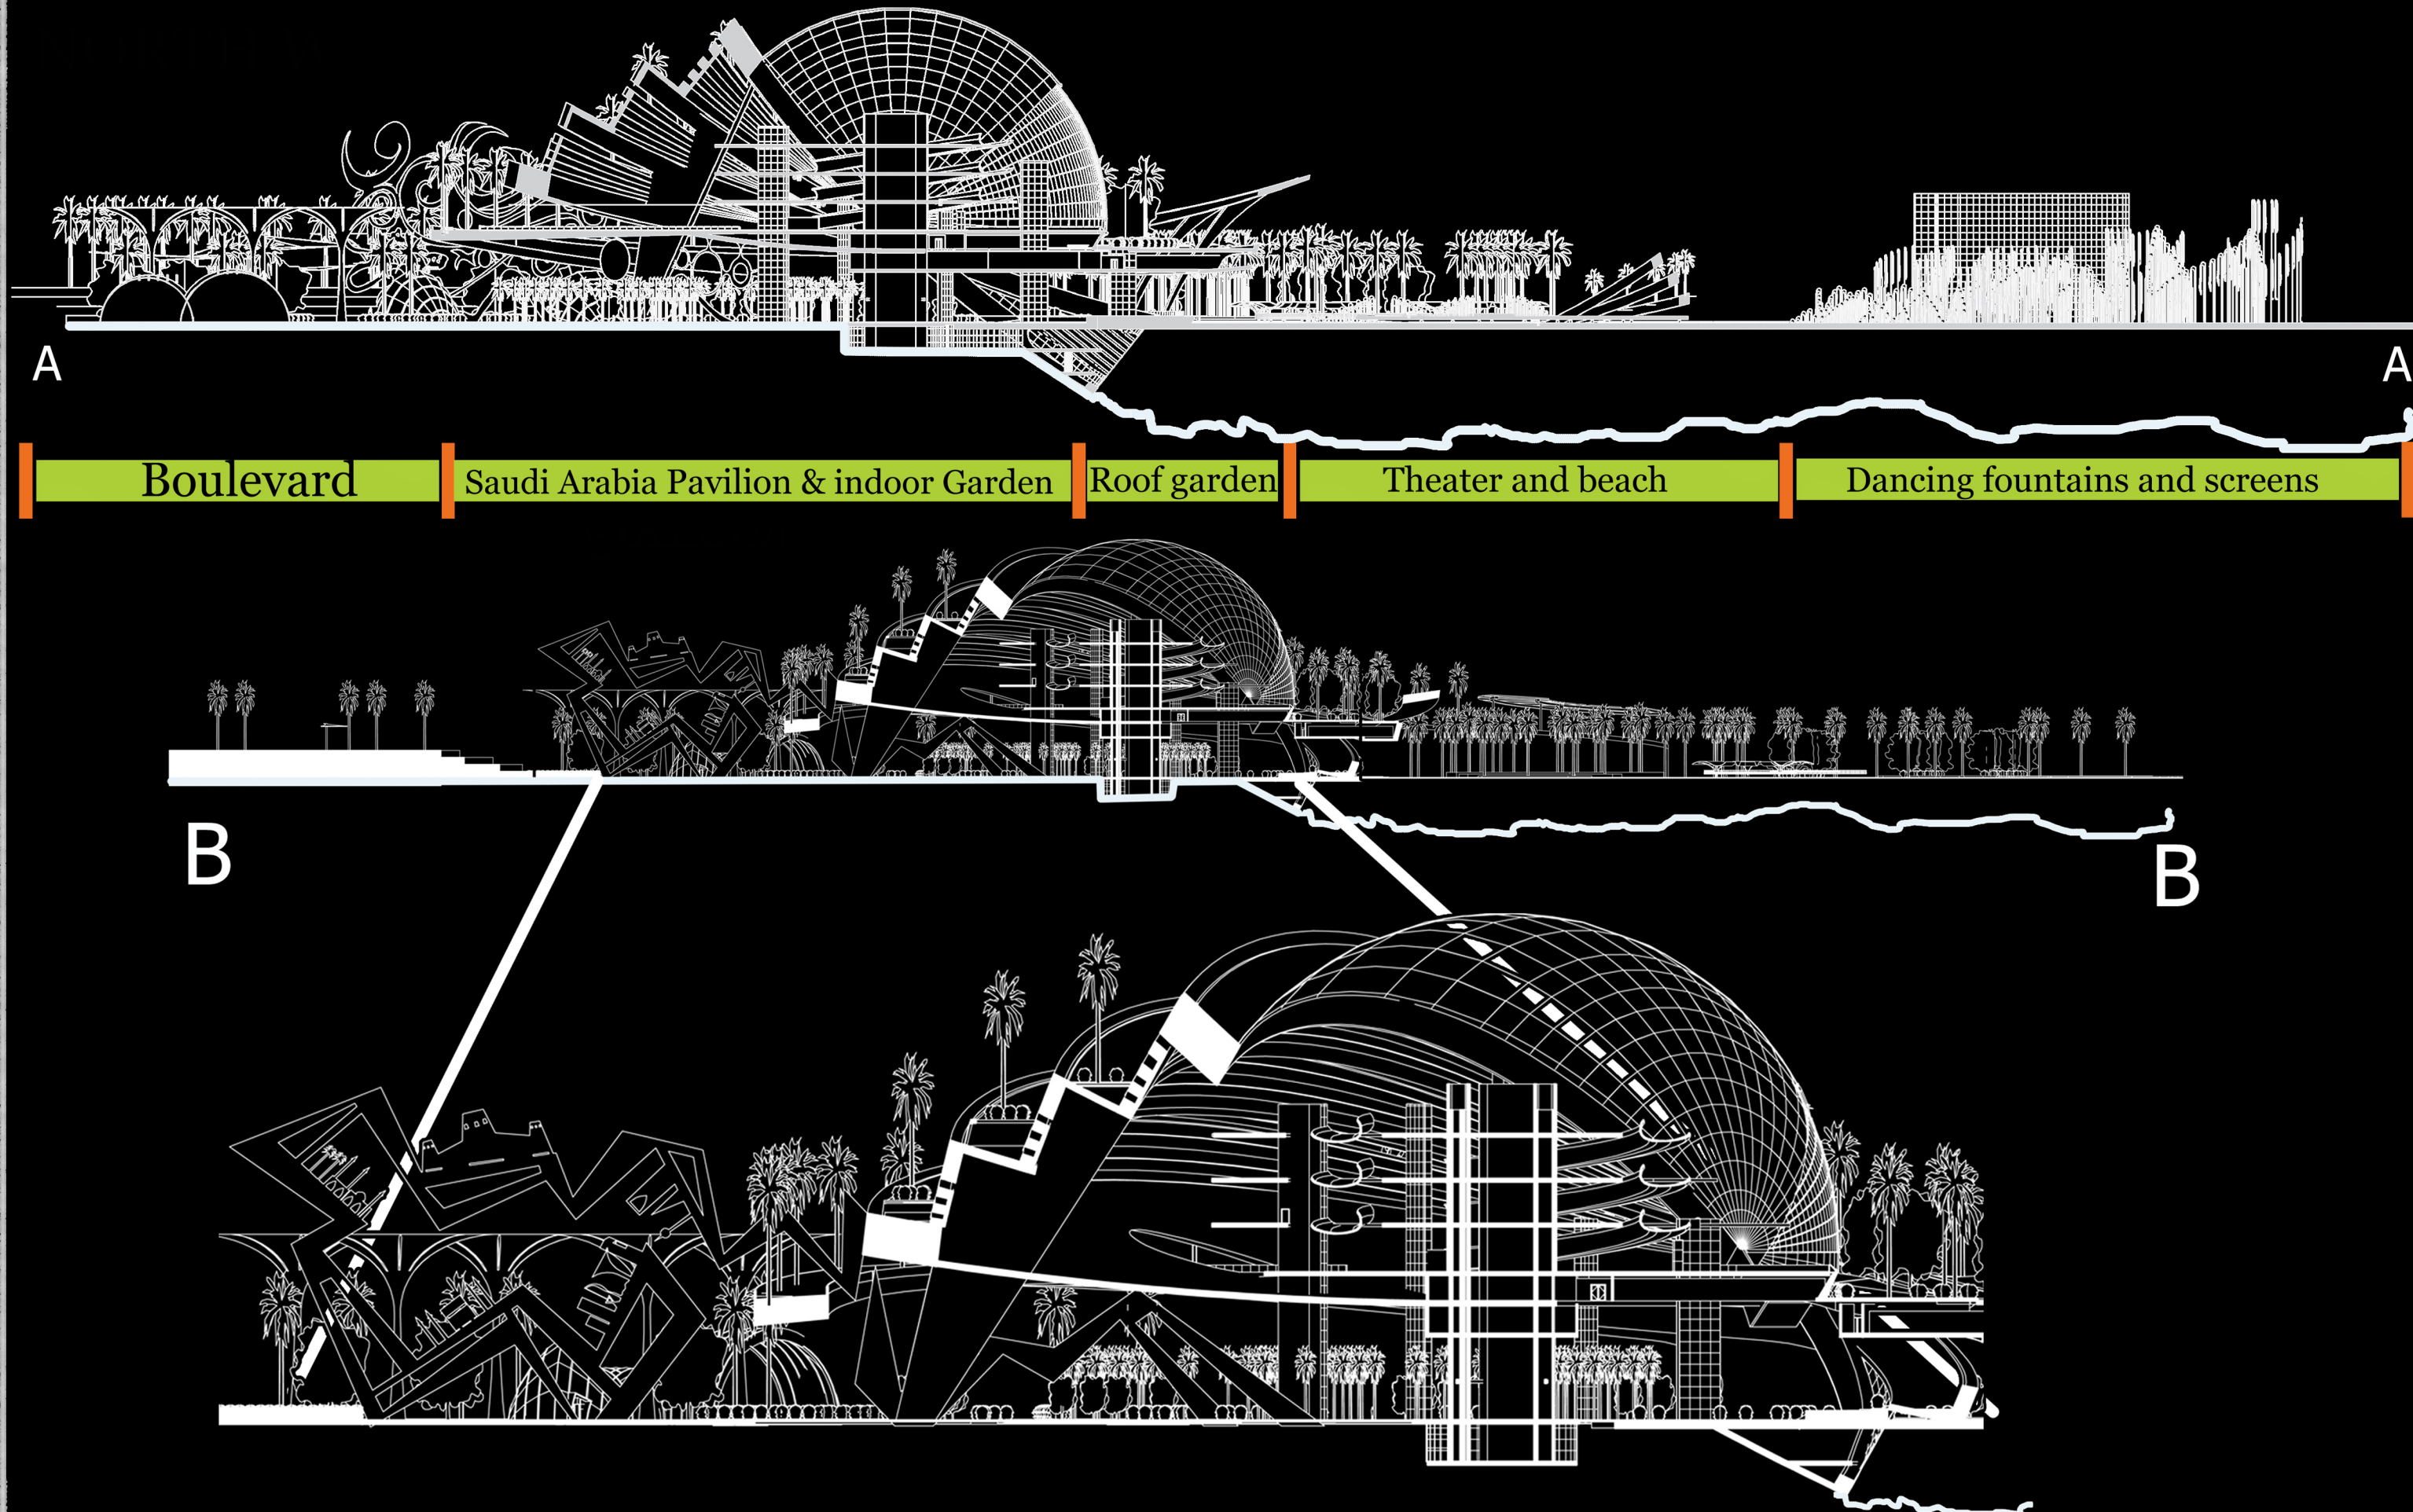 A A
Boulevard Saudi Arabia Pavilion & indoor Garden Roof garden Theater and beach Dancing fountains and screens
B B